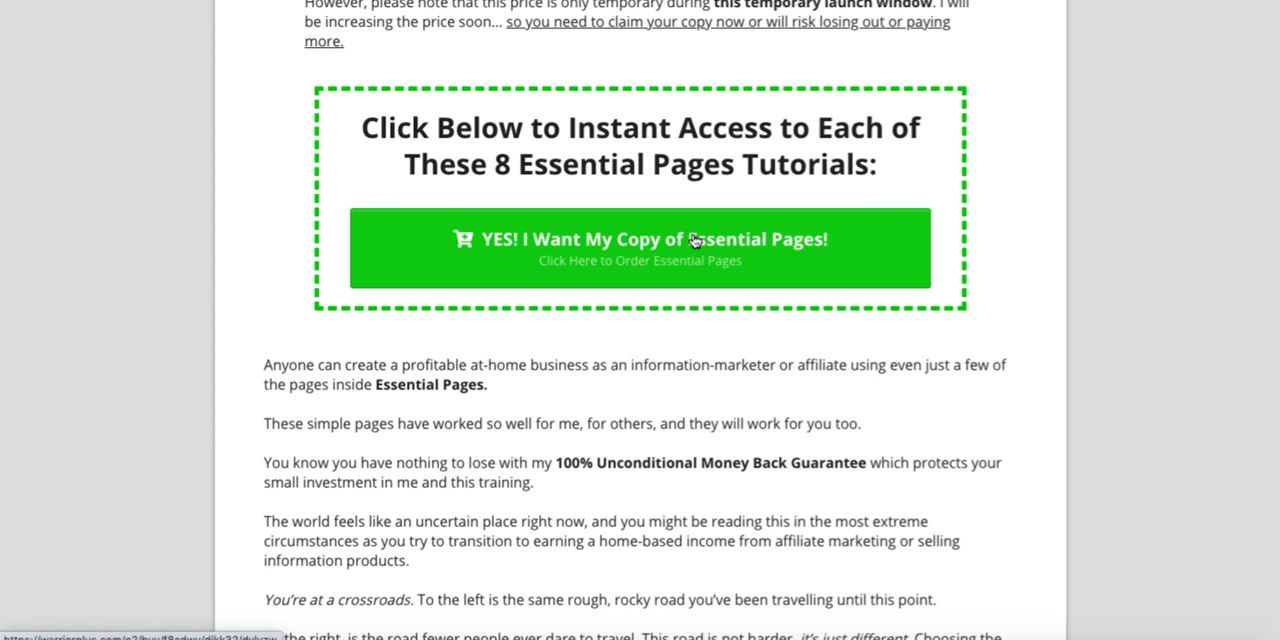 However, please note that this price is only temporary during this temporary launch window. I will
be increasing the price soon... so you need to claim your copy now or will risk losing out or paying
more.
Click Below to Instant Access to Each of
These 8 Essential Pages Tutorials:
YES! I Want My Copy of Essential Pages!
Click Here to Order Essential Pages
Anyone can create a profitable at-home business as an information-marketer or affiliate using even just a few of
the pages inside Essential Pages.
These simple pages have worked so well for me, for others, and they will work for you too.
You know you have nothing to lose with my 100% Unconditional Money Back Guarantee which protects your
small investment in me and this training.
The world feels like an uncertain place right now, and you might be reading this in the most extreme
circumstances as you try to transition to earning a home-based income from affiliate marketing or selling
information products.
You're at a crossroads. To the left is the same rough, rocky road you've been travelling until this point.
the right, is the road fewer people ever dare to travel. This road is not harder, it's just different. Choosing the